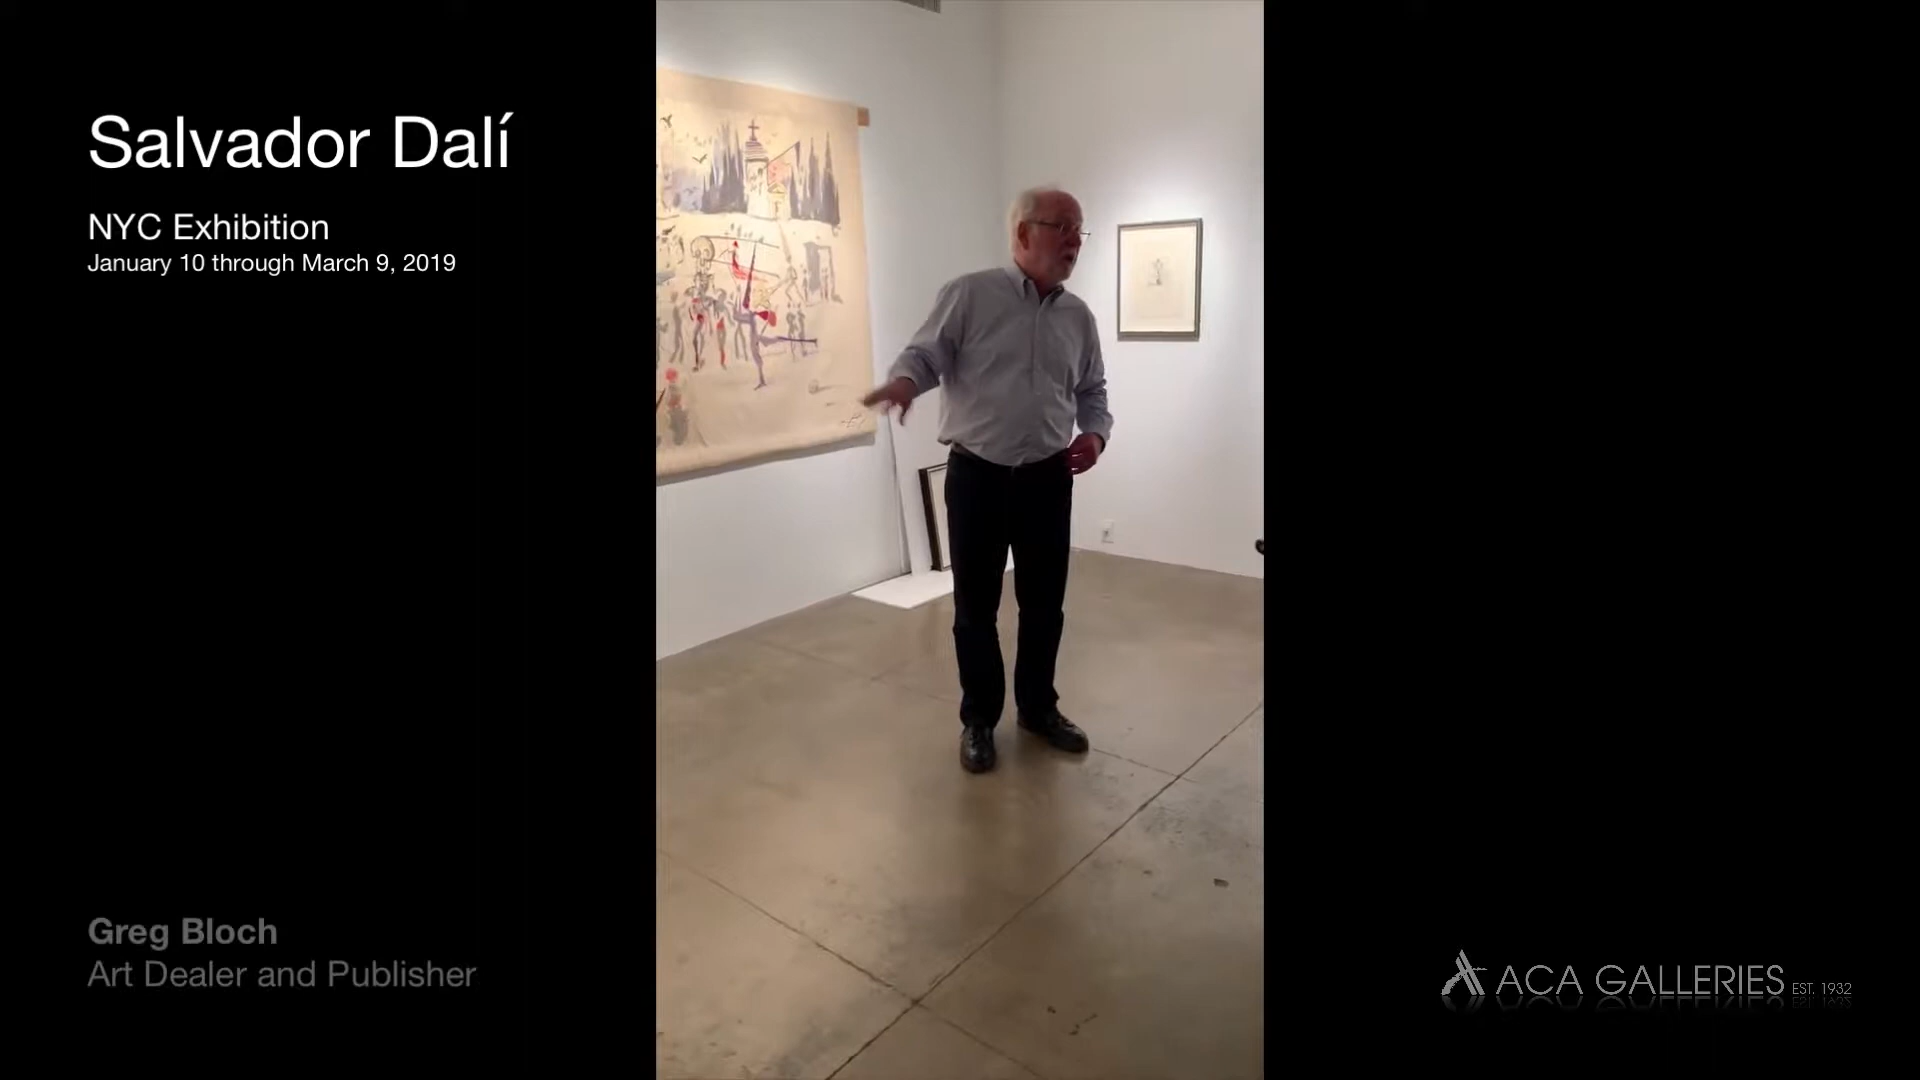 Salvador Dalí
NYC Exhibition
January 10 through March 9, 2019
Greg Bloch
Art Dealer and Publisher
ACA GALLERIES EST. 1932